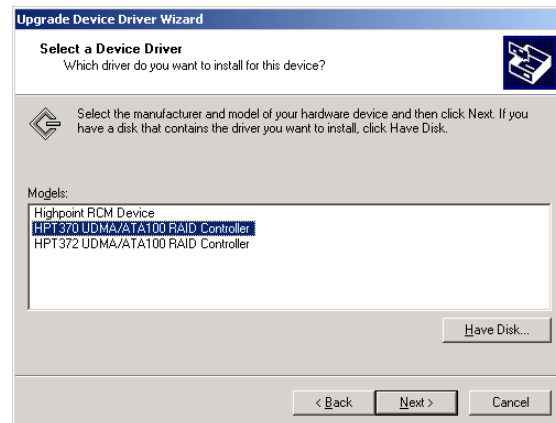 Upgrade Device Driver Wizard
Select a Device Driver
Which driver do you want to install for this device?
Select the manufacturer and model of your hardware device and then click Next. If you
have a disk that contains the driver you want to install, click Have Disk.
Models:
Highpoint RCM Device
HPT370 UDMA/ATA100 RAID Controller
HPT372 UDMA/ATA100 RAID Controller
Have Disk...
< Back
Next >
Cancel